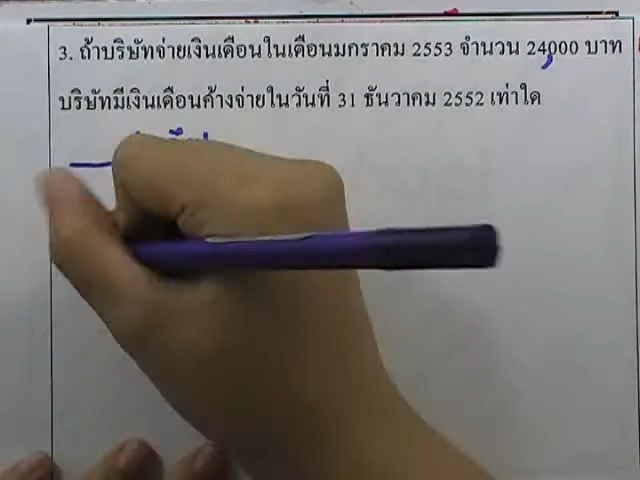 3. ถ้าบริษัทจ่ายเงินเดือนในเดือนมกราคม 2553 จำนวน 24,000 บาท
บริษัทมีเงินเดือนค้างจ่ายในวันที่ 31 ธันวาคม 2552 เท่าใด